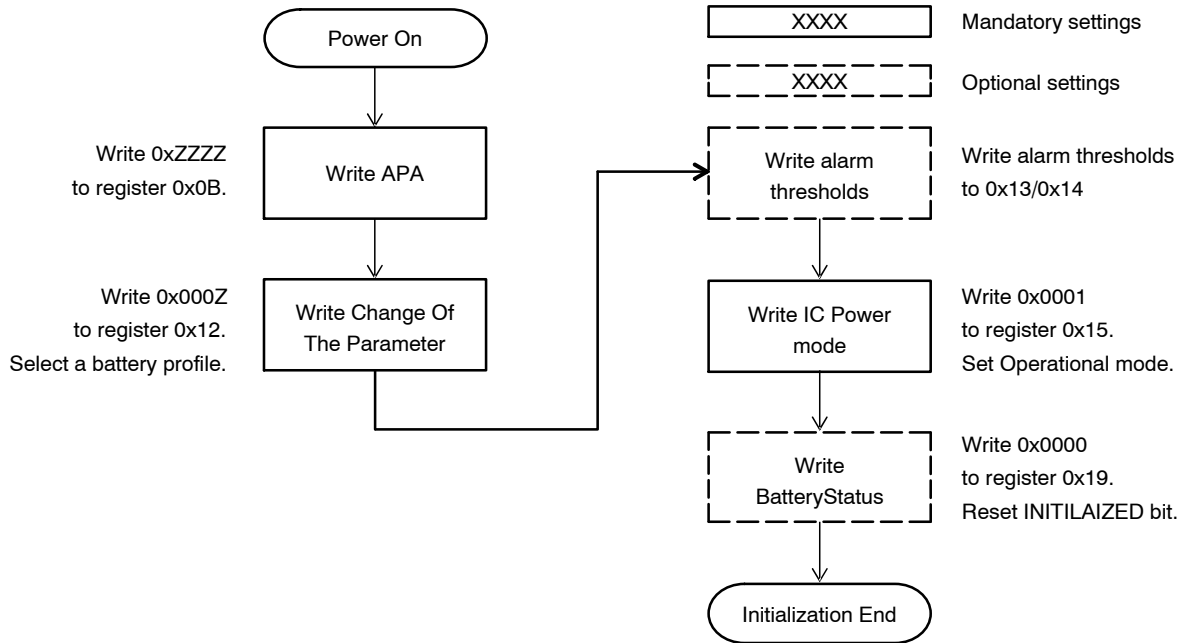 Power On
Write 0xZZZZ
to register 0x0B.
Write APA
Write 0x000Z
to register 0x12.
Select a battery profile.
Write Change Of
The Parameter
XXXX
Mandatory settings
XXXX
Optional settings
Write alarm
thresholds
Write alarm thresholds
to 0x13/0x14
Write IC Power
mode
Write 0x0001
to register 0x15.
Set Operational mode.
Write
BatteryStatus
Write 0x0000
to register 0x19.
Reset INITILAIZED bit.
Initialization End